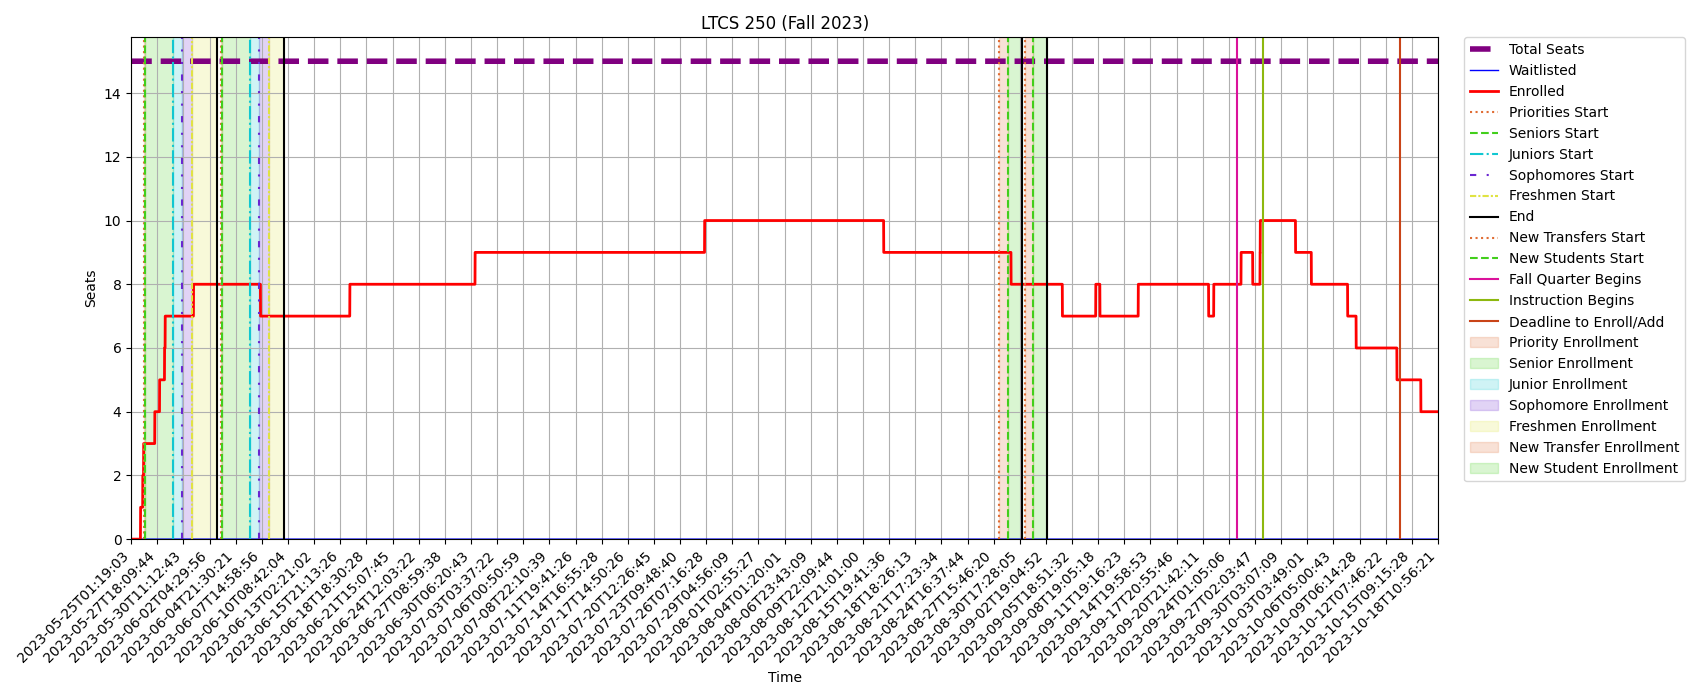 LTCS 250 (Fall 2023)
Seats
14
12
10
8
6
4
2
0
2023-05-25T01:19:03
2023-05-27T18:09:44
2023-05-30T11:12:43
2023-06-02T04:29:56
2023-06-04T21:30:21
2023-06-07T14:58:56
2023-06-10T08:42:04
2023-06-13T02:21:02
2023-06-15T21:13:26
2023-06-18T18:30:28
2023-06-21T15:07:45
2023-06-24T12:03:22
2023-06-27T08:59:38
2023-06-30T06:20:43
2023-07-03T03:37:22
2023-07-06T00:50:59
2023-07-08T22:10:39
2023-07-11T19:41:26
2023-07-14T16:55:28
2023-07-17T14:50:26
2023-07-20T12:26:45
2023-07-23T09:48:40
2023-07-26T07:16:28
2023-07-29T04:56:09
2023-08-01T02:55:27
2023-08-04T01:20:01
2023-08-06T23:43:09
2023-08-09T22:09:44
2023-08-12T21:01:00
2023-08-15T19:41:36
2023-08-18T18:26:13
2023-08-21T17:23:34
2023-08-24T16:37:44
2023-08-27T15:46:20
2023-08-30T17:28:05
2023-09-02T19:04:52
2023-09-05T18:51:32
2023-09-08T19:05:18
2023-09-11T19:16:23
2023-09-14T19:58:53
2023-09-17T20:55:46
2023-09-20T21:42:11
2023-09-24T01:05:06
2023-09-27T02:03:47
2023-09-30T03:07:09
2023-10-03T03:49:01
2023-10-06T05:00:43
2023-10-09T06:14:28
2023-10-12T07:46:22
2023-10-15T09:15:28
2023-10-18T10:56:21
Time
Total Seats
Waitlisted
Enrolled
Priorities Start
Seniors Start
Juniors Start
Sophomores Start
Freshmen Start
End
New Transfers Start
New Students Start
Fall Quarter Begins
Instruction Begins
Deadline to Enroll/Add
Priority Enrollment
Senior Enrollment
Junior Enrollment
Sophomore Enrollment
Freshmen Enrollment
New Transfer Enrollment
New Student Enrollment